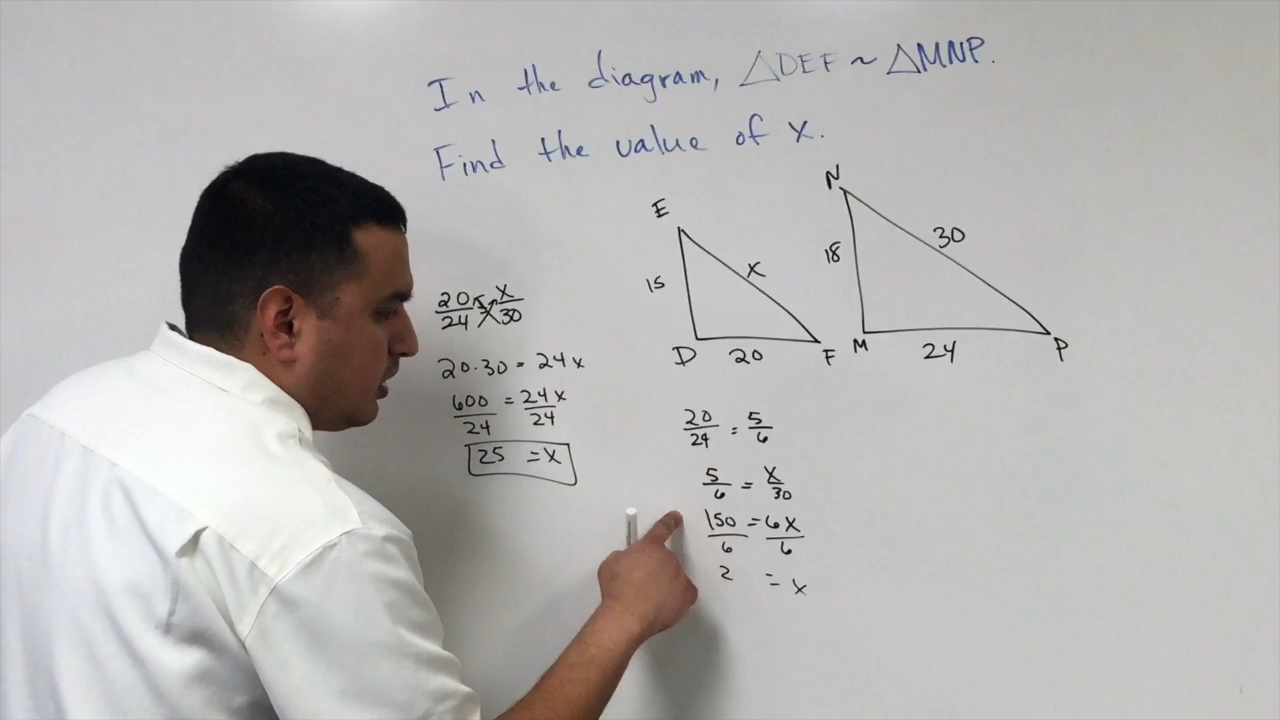 In the diagram, △DEF ~ △MNP.
Find the value of x.
E
15
x
D
20
F
N
18
30
M
24
P
20/24 = x/30
20·30 = 24x
600/24 = 24x/24
25 = x
20/24 = 5/6
5/6 = x/30
150/6 = 6x/6
2 = x